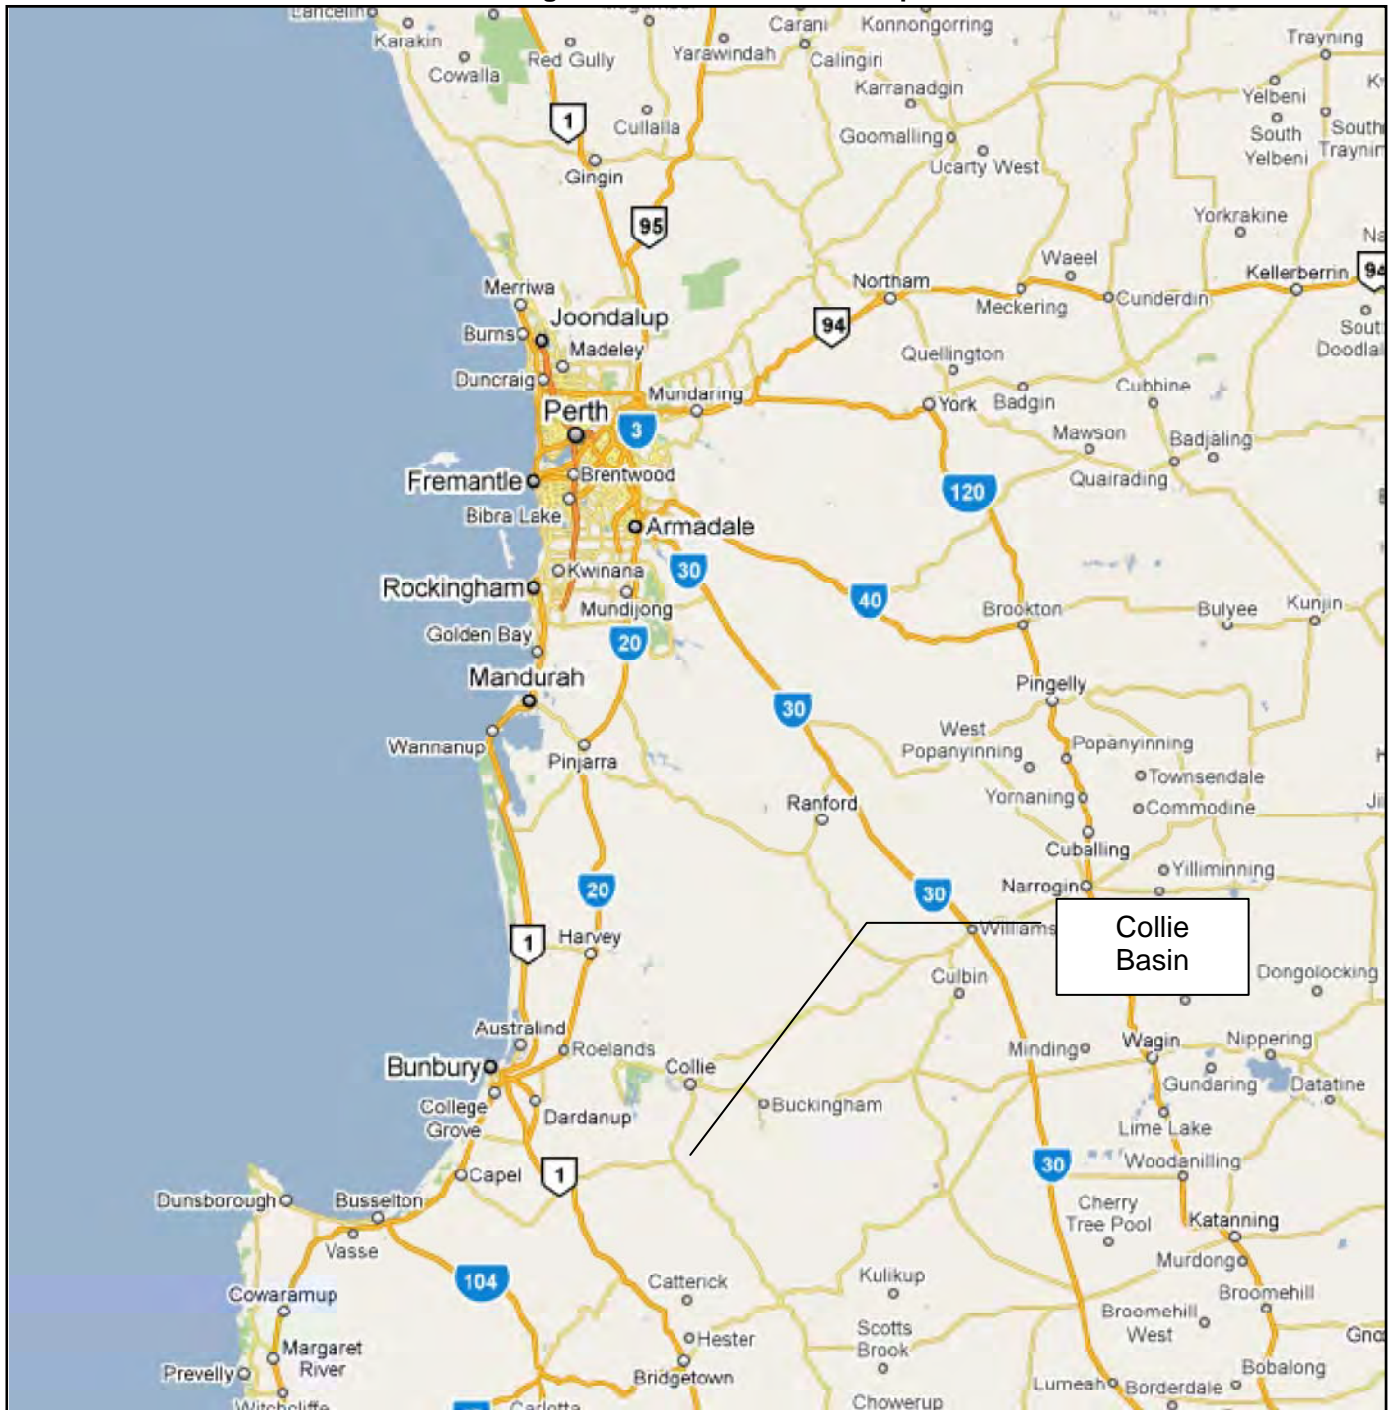 Lancelin
Karakin
Cowalla
Red Gully
Yarawindah
Carani
Calingiri
Konnongorring
Trayning
Karranadgin
Yelbeni
Cullalla
Goomalling
Ucarty West
South
Yelbeni
South
1
Gingin
95
Yorkrakine
Waeel
Kellerberrin
94
Merriwa
Northam
Meckering
Cunderdin
Joondalup
Burns
94
Madeley
Quellington
Duncraig
Mundaring
Cubbine
Perth
3
York
Badgin
Mawson
Badjaling
Fremantle
Brentwood
Quairading
120
Bibra Lake
Armadale
Kwinana
30
Rockingham
Mundijong
40
Brookton
Bulyee
Kunjin
Golden Bay
20
Mandurah
Pingelly
30
Wannanup
Pinjarra
West
Popanyinning
Popanyinning
Townsendale
Ranford
Yornaning
Commodine
Cuballing
Yilliminning
20
30
Narrogin
1
Harvey
Williams
Collie
Basin
Culbin
Dongolocking
Australind
Roelands
Minding
Wagin
Nippering
Bunbury
Collie
Gundaring
Datatine
College
Grove
Dardanup
Buckingham
Lime Lake
1
Capel
30
Woodanilling
Dunsborough
Busselton
Cherry
Tree Pool
Katanning
Vasse
Murdong
104
Catterick
Kulikup
Cowaramup
Broomehill
Broomehill
West
Hester
Scotts
Brook
Margaret
River
Prevelly
Bridgetown
Bobalong
Lumeah
Borderdale
Witchcliffe
Carlotta
Chowerup